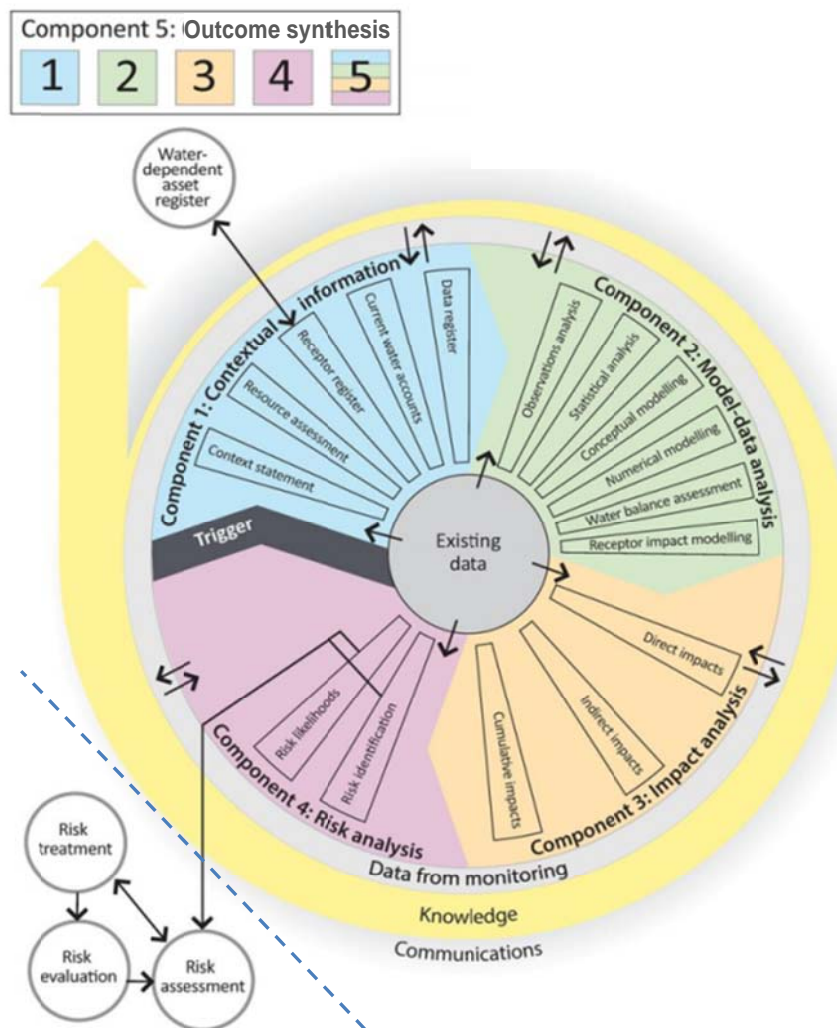 Component 5: Outcome synthesis
1 2 3 4 5
Water-
dependent
asset
register
Component 1: Contextual
information
Context statement
Resource assessment
Receptor register
Current water accounts
Data register
Component 2: Model-data analysis
Observations analysis
Statistical analysis
Conceptual modelling
Numerical modelling
Water balance assessment
Receptor impact modelling
Trigger
Existing
data
Direct impacts
Indirect impacts
Cumulative impacts
Component 3: Impact analysis
Risk likelihoods
Risk identification
Component 4: Risk analysis
Data from monitoring
Knowledge
Communications
Risk
treatment
Risk
evaluation
Risk
assessment